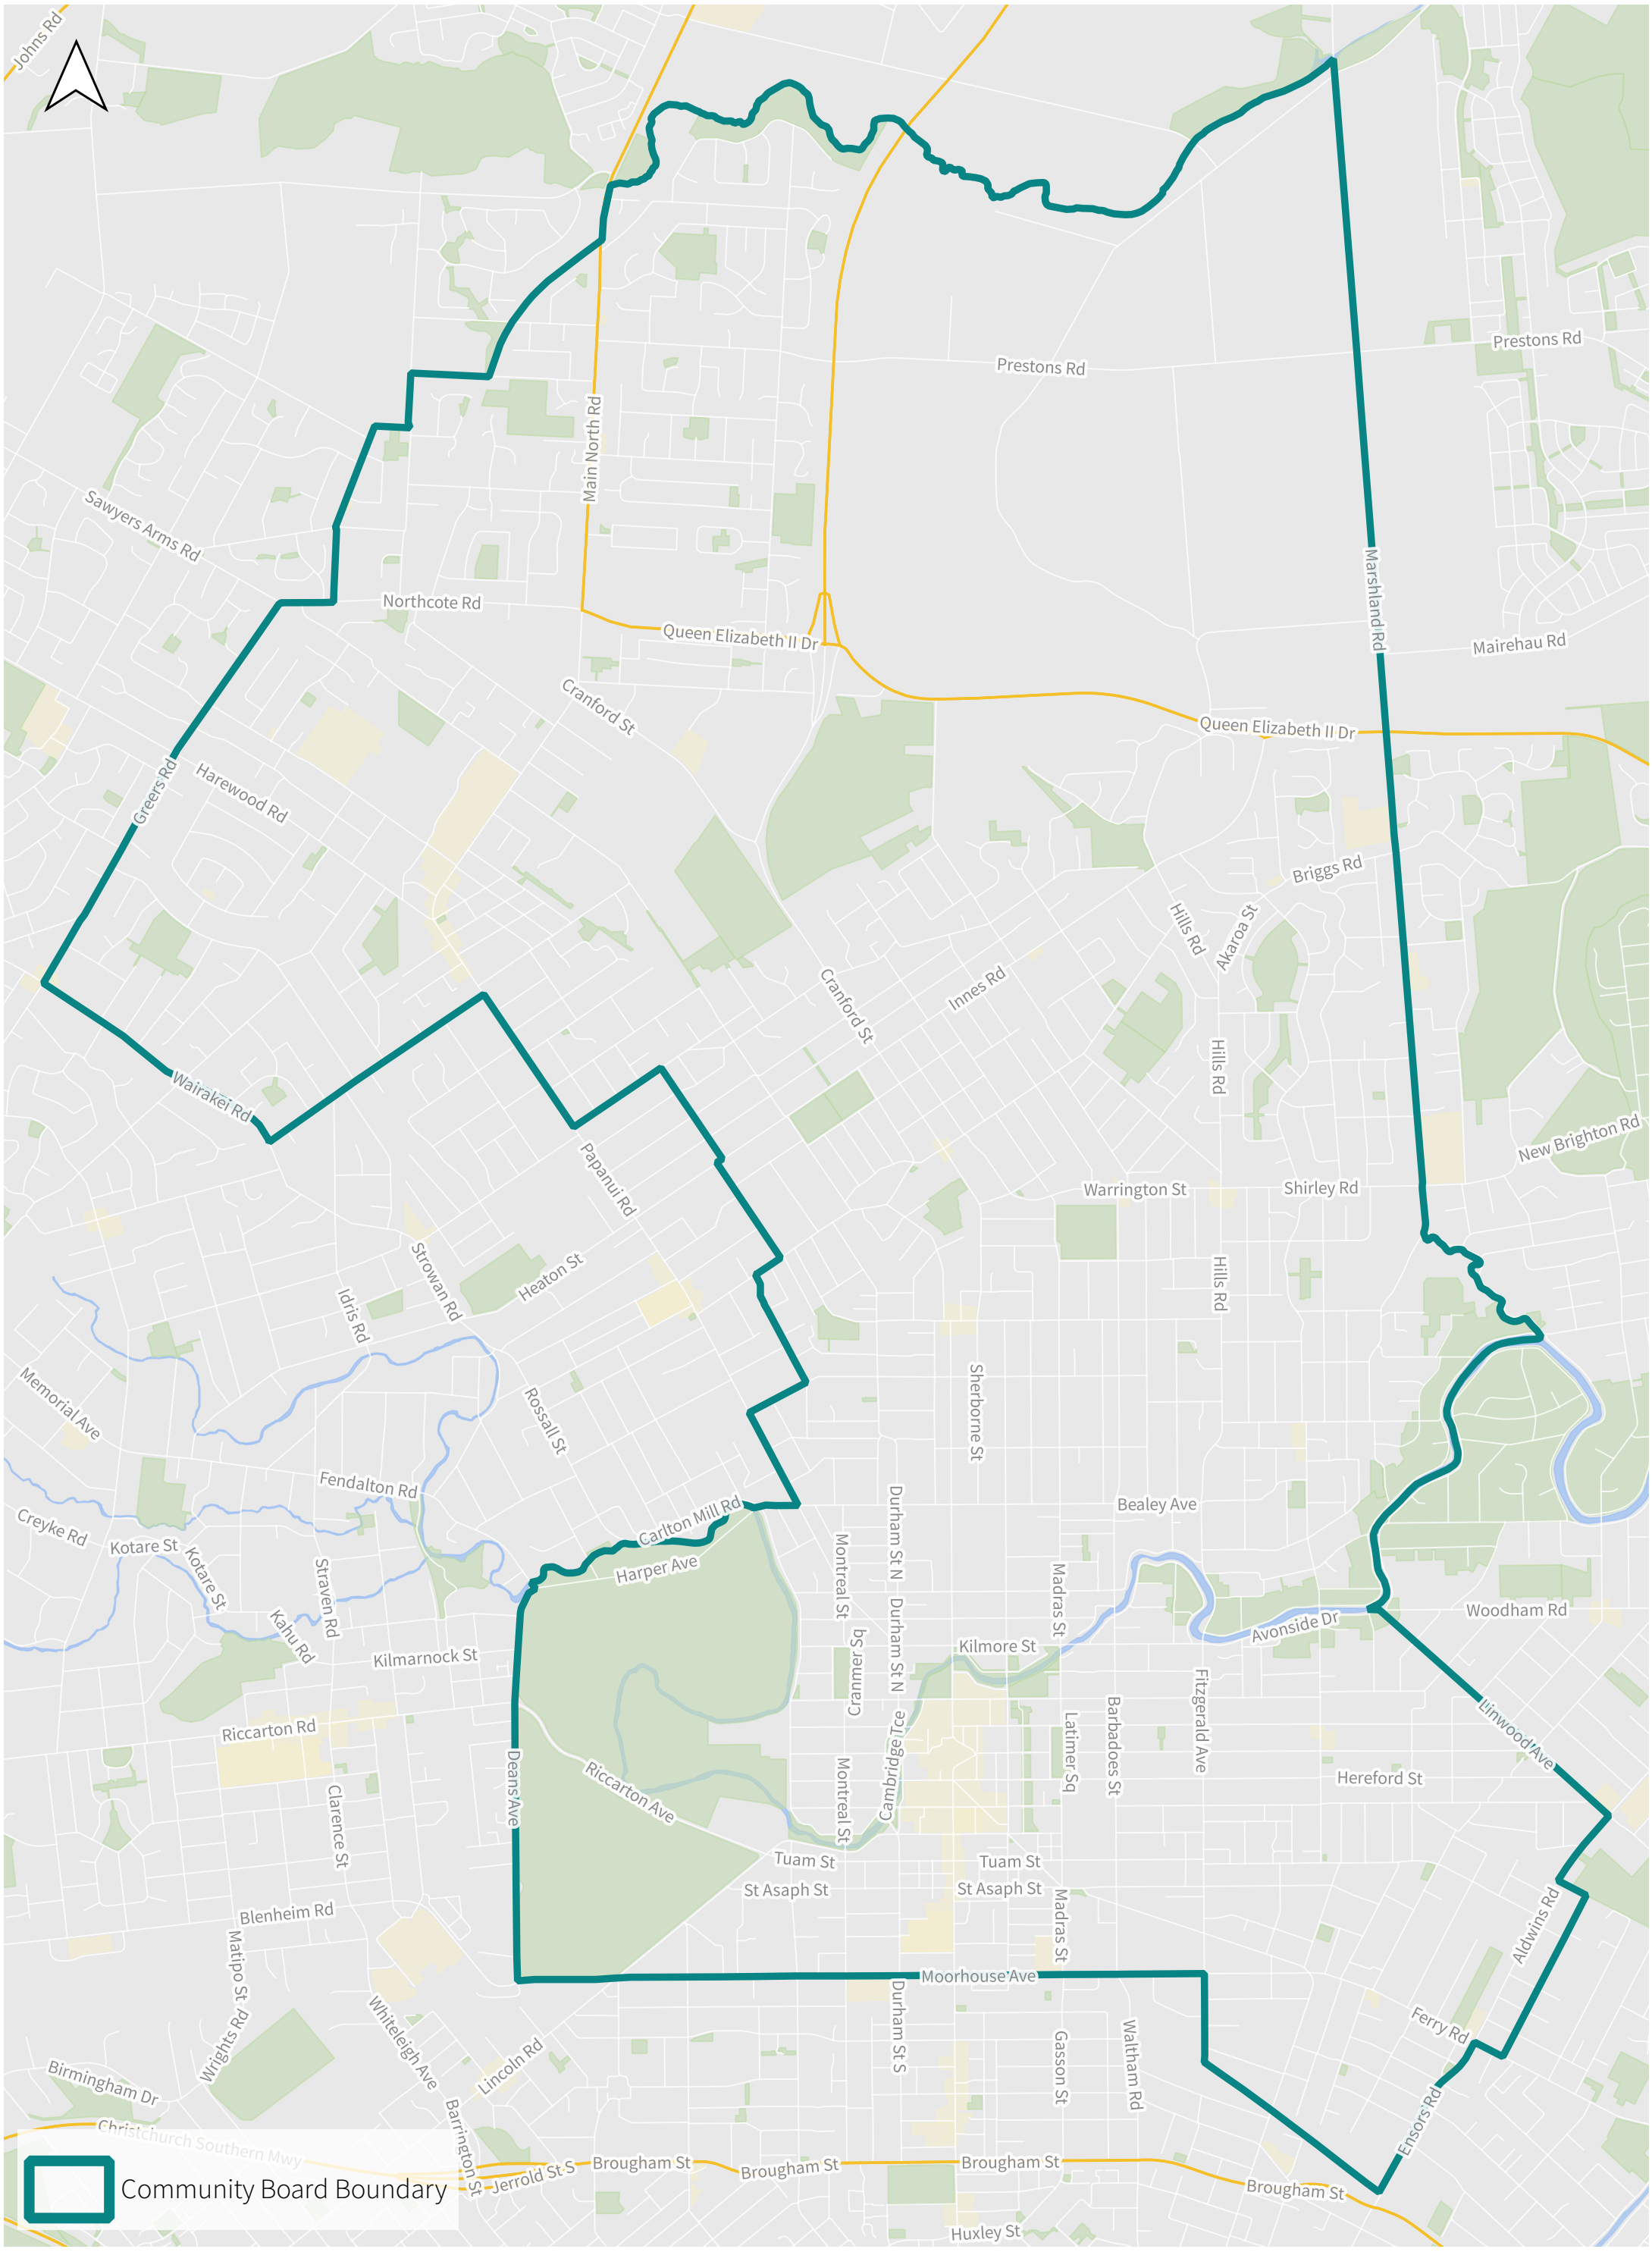 Johns Rd
Prestons Rd
Prestons Rd
Main North Rd
Sawyers Arms Rd
Northcote Rd
Queen Elizabeth II Dr
Marshland Rd
Mairehau Rd
Cranford St
Queen Elizabeth II Dr
Greers Rd
Harewood Rd
Briggs Rd
Hills Rd
Akaroa St
Cranford St
Innes Rd
Hills Rd
Wairakei Rd
New Brighton Rd
Papanui Rd
Warrington St
Shirley Rd
Strowan Rd
Heaton St
Hills Rd
Idris Rd
Memorial Ave
Rossall St
Sherborne St
Fendalton Rd
Carlton Mill Rd
Durham St N
Bealey Ave
Creyke Rd
Kotare St
Kotare St
Straven Rd
Harper Ave
Montreal St
Madras St
Woodham Rd
Avonside Dr
Kahu Rd
Kilmarnock St
Cranmer Sq
Durham St N
Kilmore St
Fitzgerald Ave
Linwood Ave
Riccarton Rd
Deans Ave
Riccarton Ave
Montreal St
Cambridge Tce
Latimer Sq
Barbadoes St
Hereford St
Clarence St
Tuam St
Tuam St
St Asaph St
St Asaph St
Blenheim Rd
Matipo St
Madras St
Aldwins Rd
Moorhouse Ave
Wrights Rd
Whiteleigh Ave
Lincoln Rd
Durham St S
Gasson St
Waltham Rd
Ferry Rd
Birmingham Dr
Barrington St
Ensors Rd
Christchurch Southern Mwy
Jerrold St S
Brougham St
Brougham St
Brougham St
Brougham St
Huxley St
Community Board Boundary